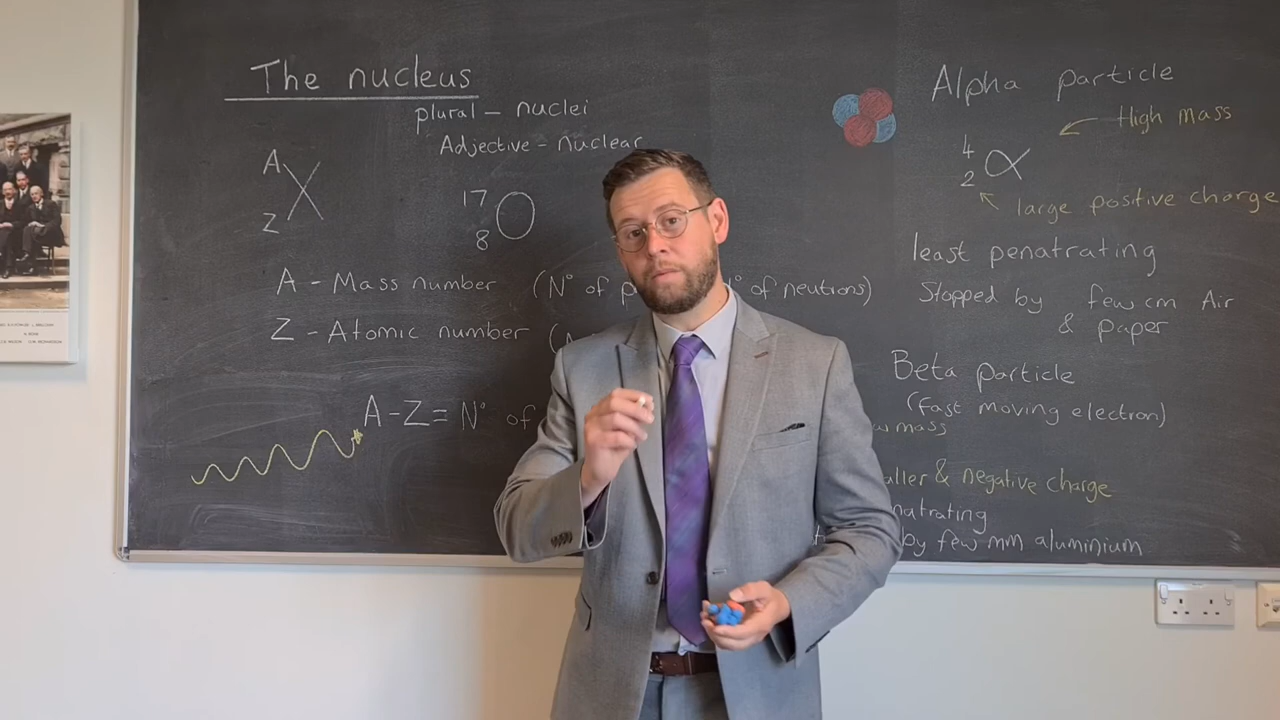 The nucleus
plural - nuclei
Adjective - nuclear
A X
Z
17 O
8
A - Mass number (N° of p N° of neutrons)
Z - Atomic number (
A-Z = N° of
Alpha particle
High mass
4 α
2
large positive charge
least penatrating
Stopped by few cm Air
& paper
Beta particle
(fast moving electron)
w mass
aller & negative charge
natrating
by few mm aluminium